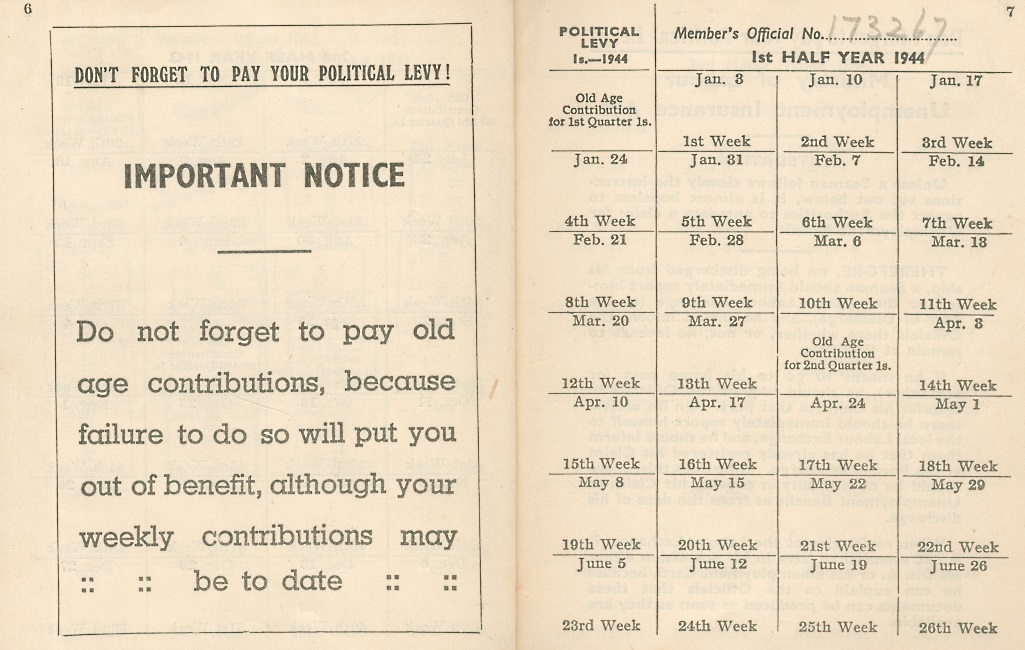 6
DON'T FORGET TO PAY YOUR POLITICAL LEVY!
IMPORTANT NOTICE
Do not forget to pay old
age contributions, because
failure to do so will put you
out of benefit, although your
weekly contributions may
:: :: be to date :: ::
7
POLITICAL
LEVY
1s.—1944
Member's Official No. 173267
1st HALF YEAR 1944
Jan. 3 Jan. 10 Jan. 17
Old Age
Contribution
for 1st Quarter 1s.
1st Week 2nd Week 3rd Week
Jan. 24 Jan. 31 Feb. 7 Feb. 14
4th Week 5th Week 6th Week 7th Week
Feb. 21 Feb. 28 Mar. 6 Mar. 13
8th Week 9th Week 10th Week 11th Week
Mar. 20 Mar. 27 Apr. 3
Old Age
Contribution
for 2nd Quarter 1s.
12th Week 13th Week 14th Week
Apr. 10 Apr. 17 Apr. 24 May 1
15th Week 16th Week 17th Week 18th Week
May 8 May 15 May 22 May 29
19th Week 20th Week 21st Week 22nd Week
June 5 June 12 June 19 June 26
23rd Week 24th Week 25th Week 26th Week